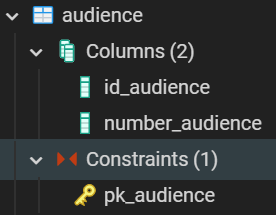 audience
Columns (2)
id_audience
number_audience
Constraints (1)
pk_audience